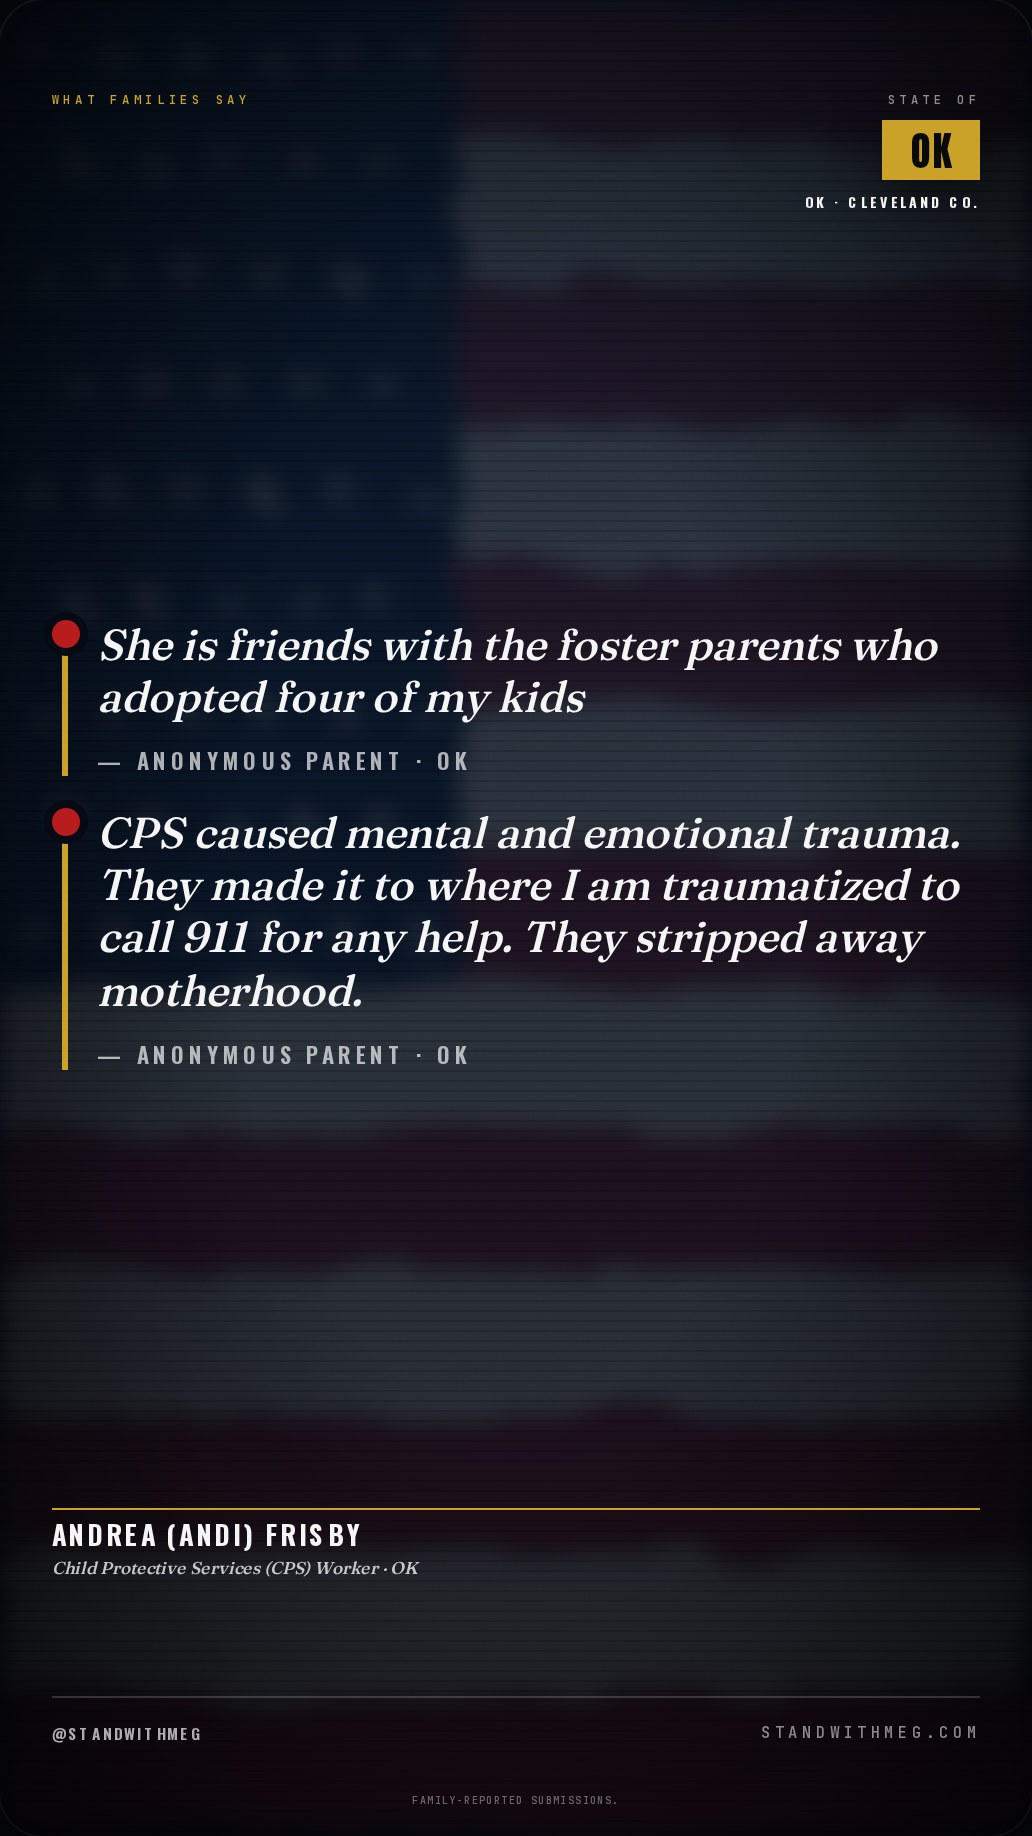 WHAT FAMILIES SAY
STATE OF
OK
OK · CLEVELAND CO.
She is friends with the foster parents who
adopted four of my kids
— ANONYMOUS PARENT · OK
CPS caused mental and emotional trauma.
They made it to where I am traumatized to
call 911 for any help. They stripped away
motherhood.
— ANONYMOUS PARENT · OK
ANDREA (ANDI) FRISBY
Child Protective Services (CPS) Worker · OK
@STANDWITHMEG
STANDWITHMEG.COM
FAMILY-REPORTED SUBMISSIONS.